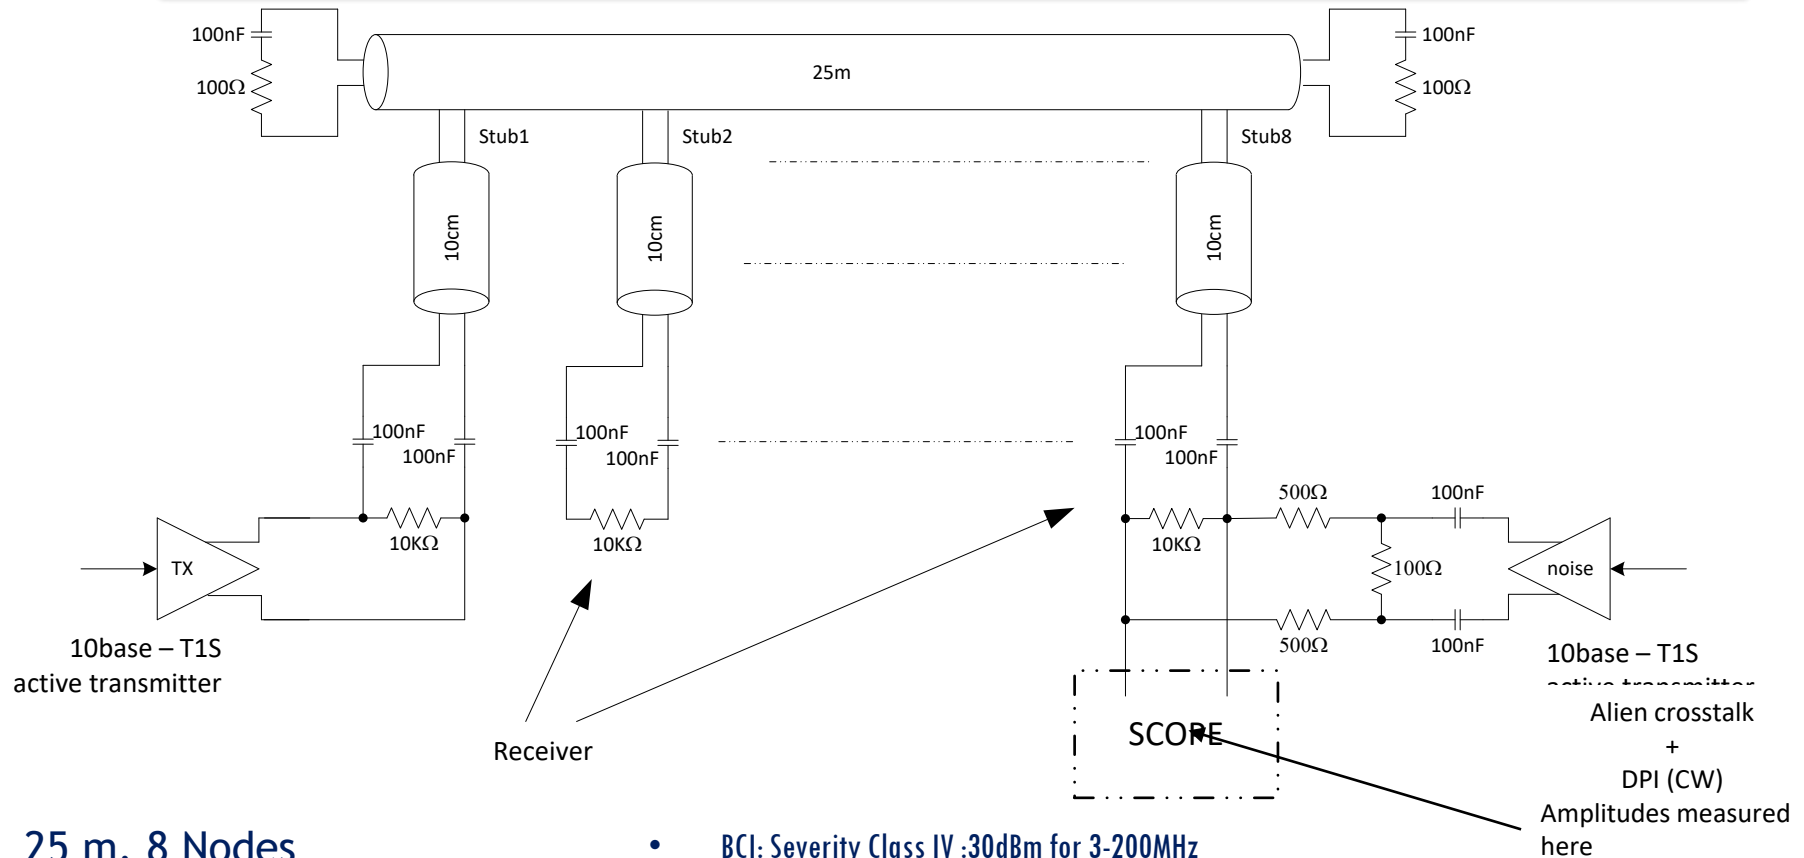 100nF
100Ω
25m
100nF
100Ω
Stub1
Stub2
Stub8
10cm
10cm
10cm
100nF
100nF
100nF
100nF
100nF
100nF
10KΩ
10KΩ
10KΩ
500Ω
100nF
100Ω
500Ω
100nF
TX
noise
10base – T1S
active transmitter
Receiver
SCOPE
10base – T1S
active transmitter
Alien crosstalk
+
DPI (CW)
Amplitudes measured
here
25 m, 8 Nodes
• BCI: Severity Class IV :30dBm for 3-200MHz